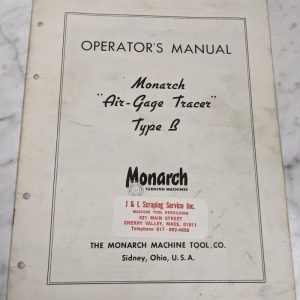 OPERATOR'S MANUAL
Monarch
"Air-Gage Tracer"
Type B
Monarch
TURNING MACHINES
J & L Scraping Service Inc.
MACHINE TOOL REBUILDING
521 MAIN STREET
CHERRY VALLEY, MASS. 01611
Telephone 617 - 892-4056
THE MONARCH MACHINE TOOL CO.
Sidney, Ohio, U.S.A.